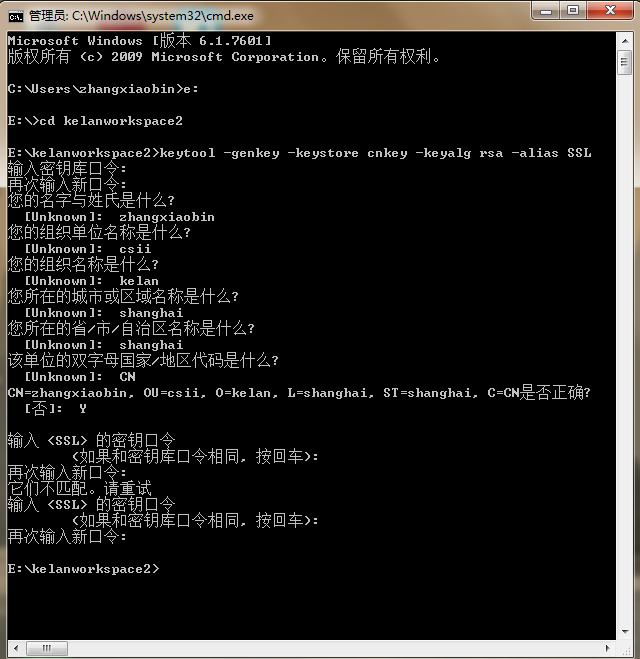 管理员: C:\Windows\system32\cmd.exe
Microsoft Windows [版本 6.1.7601]
版权所有 (c) 2009 Microsoft Corporation。保留所有权利。
C:\Users\zhangxiaobin>e:
E:\>cd kelanworkspace2
E:\kelanworkspace2>keytool -genkey -keystore cnkey -keyalg rsa -alias SSL
输入密钥库口令:
再次输入新口令:
您的名字与姓氏是什么?
[Unknown]:  zhangxiaobin
您的组织单位名称是什么?
[Unknown]:  csii
您的组织名称是什么?
[Unknown]:  kelan
您所在的城市或区域名称是什么?
[Unknown]:  shanghai
您所在的省/市/自治区名称是什么?
[Unknown]:  shanghai
该单位的双字母国家/地区代码是什么?
[Unknown]:  CN
CN=zhangxiaobin, OU=csii, O=kelan, L=shanghai, ST=shanghai, C=CN是否正确?
[否]:  Y
输入 <SSL> 的密钥口令
(如果和密钥库口令相同, 按回车):
再次输入新口令:
它们不匹配。请重试
输入 <SSL> 的密钥口令
(如果和密钥库口令相同, 按回车):
再次输入新口令:
E:\kelanworkspace2>